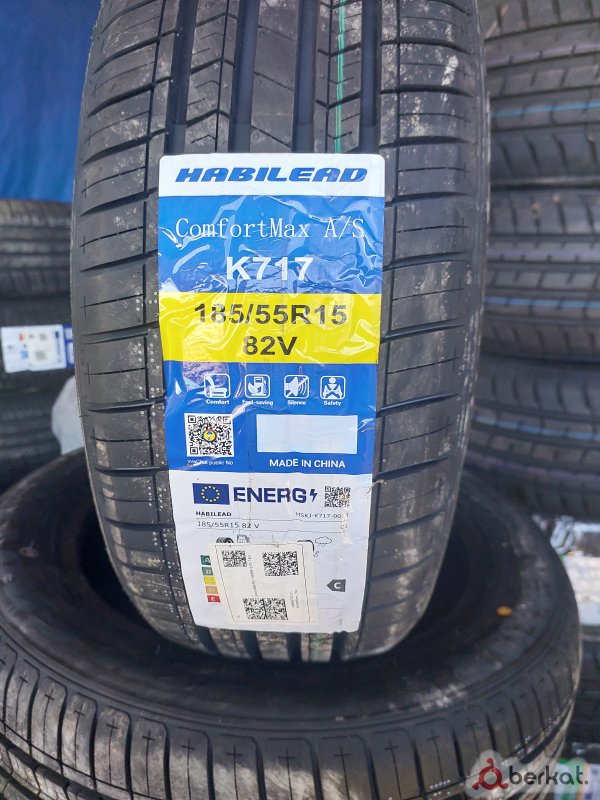 HABILEAD
ComfortMax A/S
K717
185/55R15
82V
Comfort Fuel-saving Silence Safety
MADE IN CHINA
ENERG
HABILEAD
185/55R15 82 V
A
B
C
D
E
C
berkat.